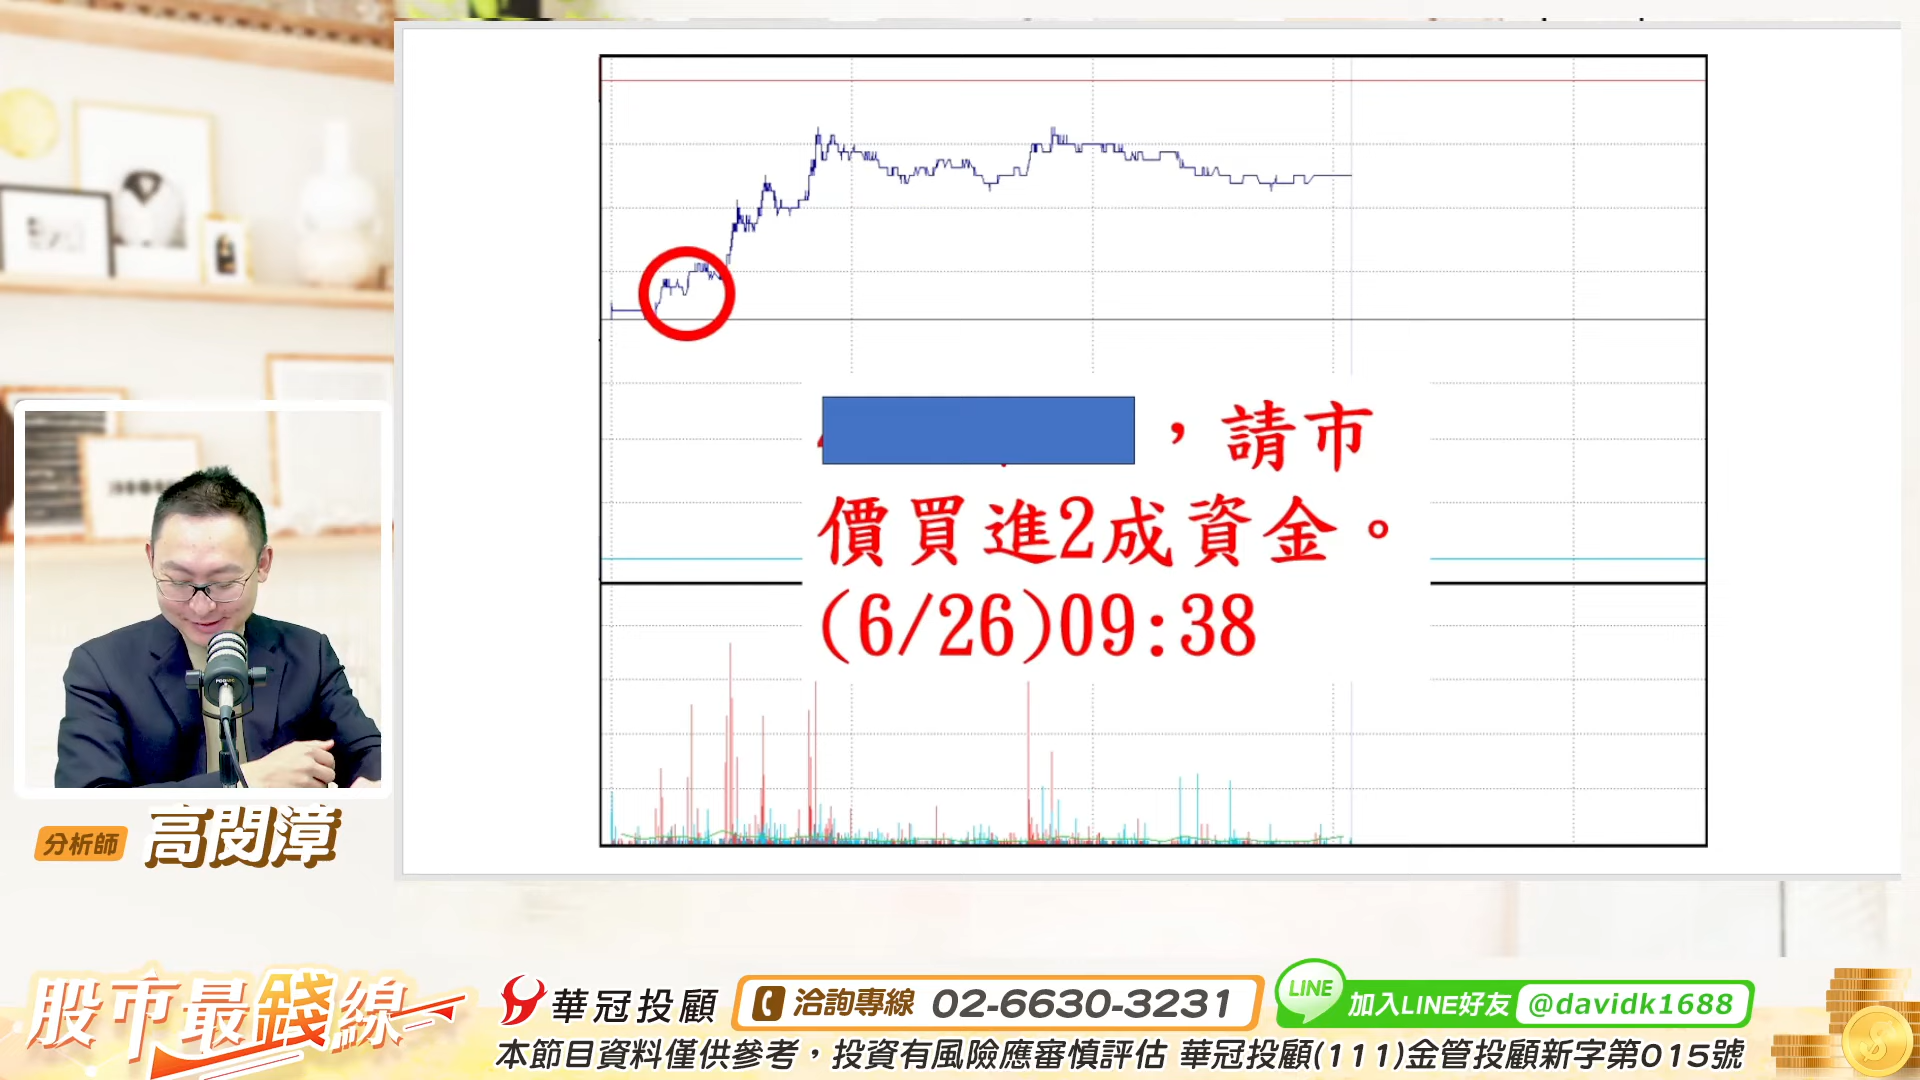 ，請市
價買進2成資金。
(6/26)09:38
分析師 高閔漳
股市最錢線
華冠投顧
洽詢專線 02-6630-3231
LINE 加入LINE好友 @davidk1688
本節目資料僅供參考，投資有風險應審慎評估 華冠投顧(111)金管投顧新字第015號